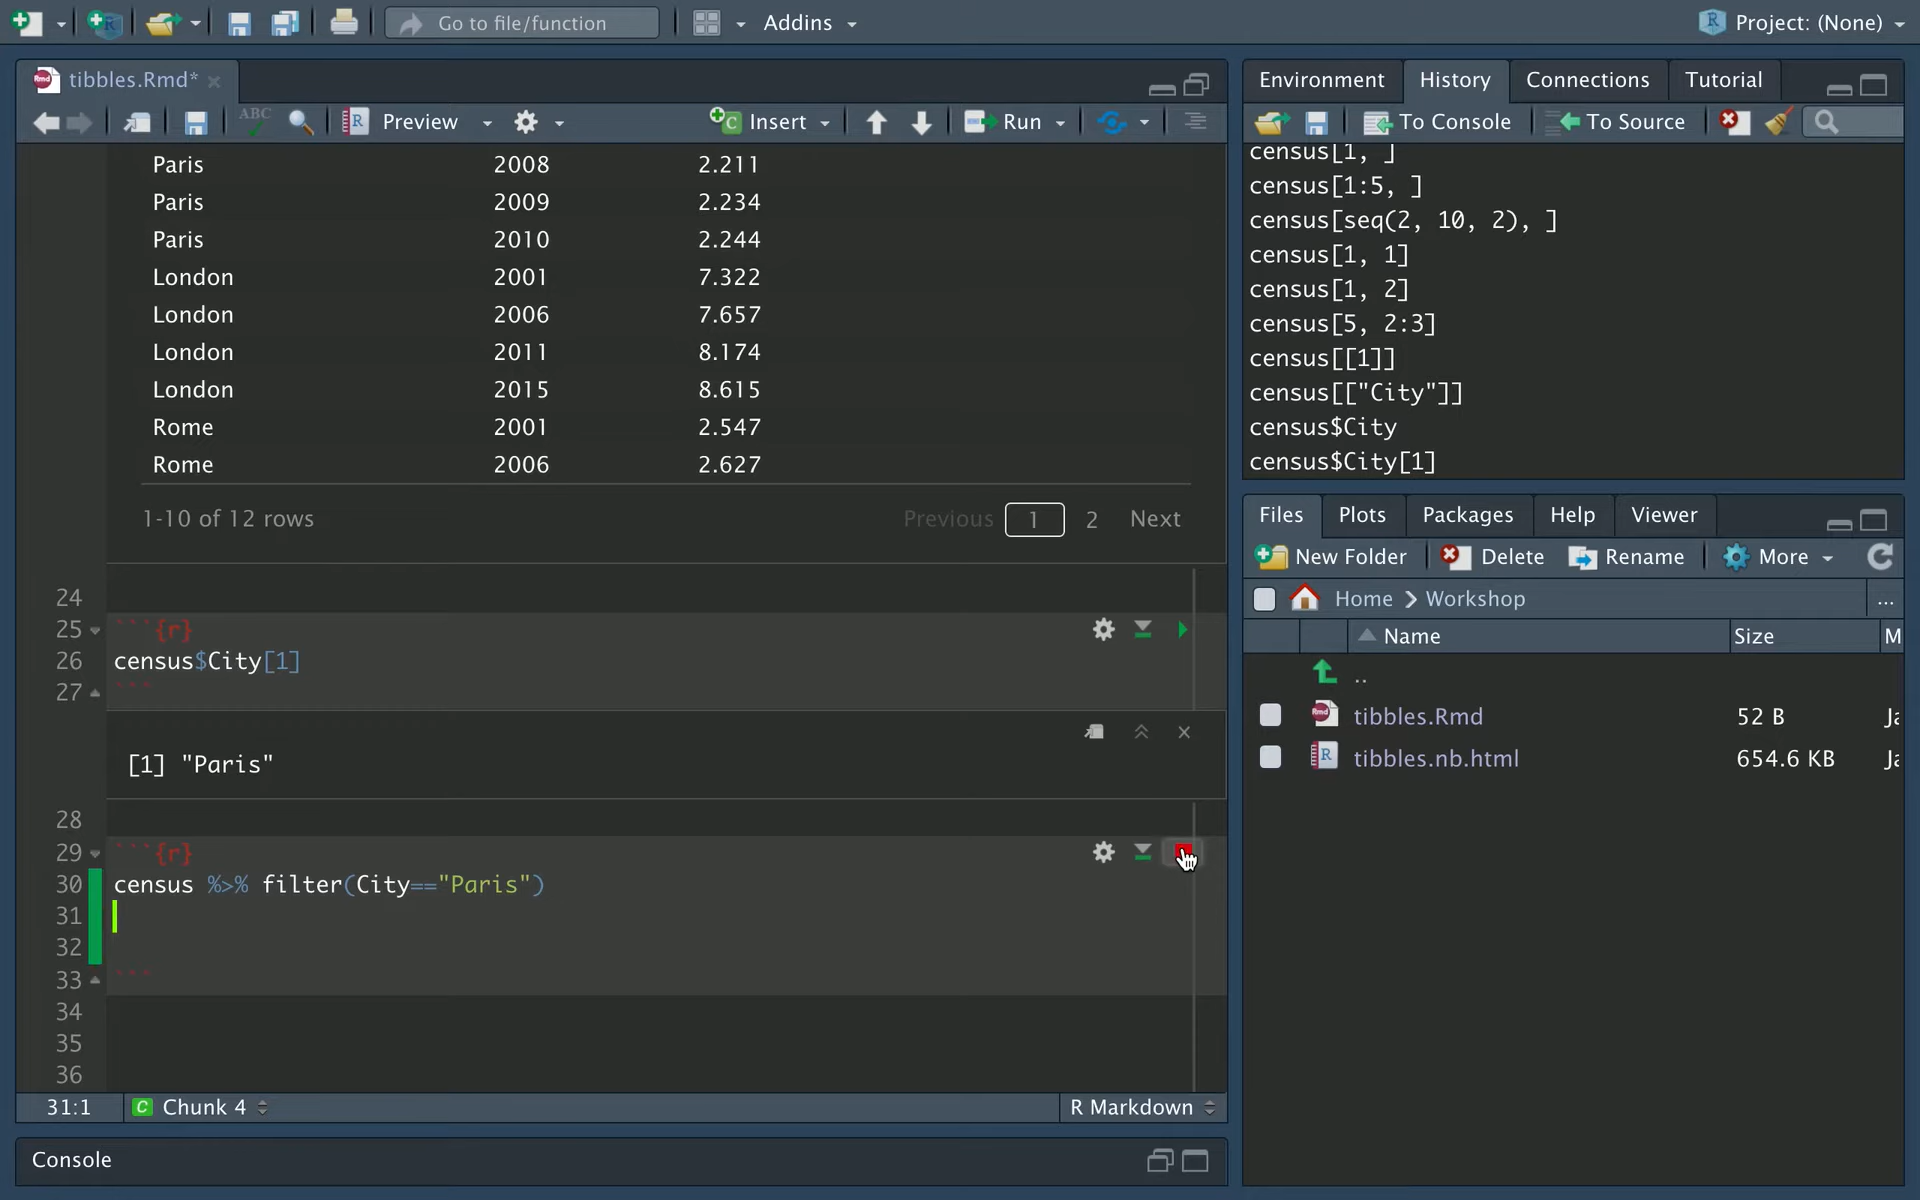 Go to file/function
Addins
Project: (None)
tibbles.Rmd*
ABC
Preview
Insert
Run
Paris 2008 2.211
Paris 2009 2.234
Paris 2010 2.244
London 2001 7.322
London 2006 7.657
London 2011 8.174
London 2015 8.615
Rome 2001 2.547
Rome 2006 2.627
1-10 of 12 rows Previous 1 2 Next
24
25 ```{r}
26 census$City[1]
27 ```
[1] "Paris"
28
29 ```{r}
30 census %>% filter(City=="Paris")
31
32
33 ```
34
35
36
31:1 C Chunk 4 R Markdown
Console
Environment History Connections Tutorial
To Console To Source
census[1, ]
census[1:5, ]
census[seq(2, 10, 2), ]
census[1, 1]
census[1, 2]
census[5, 2:3]
census[[1]]
census[["City"]]
census$City
census$City[1]
Files Plots Packages Help Viewer
New Folder Delete Rename More
Home Workshop ...
Name Size M
..
tibbles.Rmd 52 B Ja
tibbles.nb.html 654.6 KB Ja